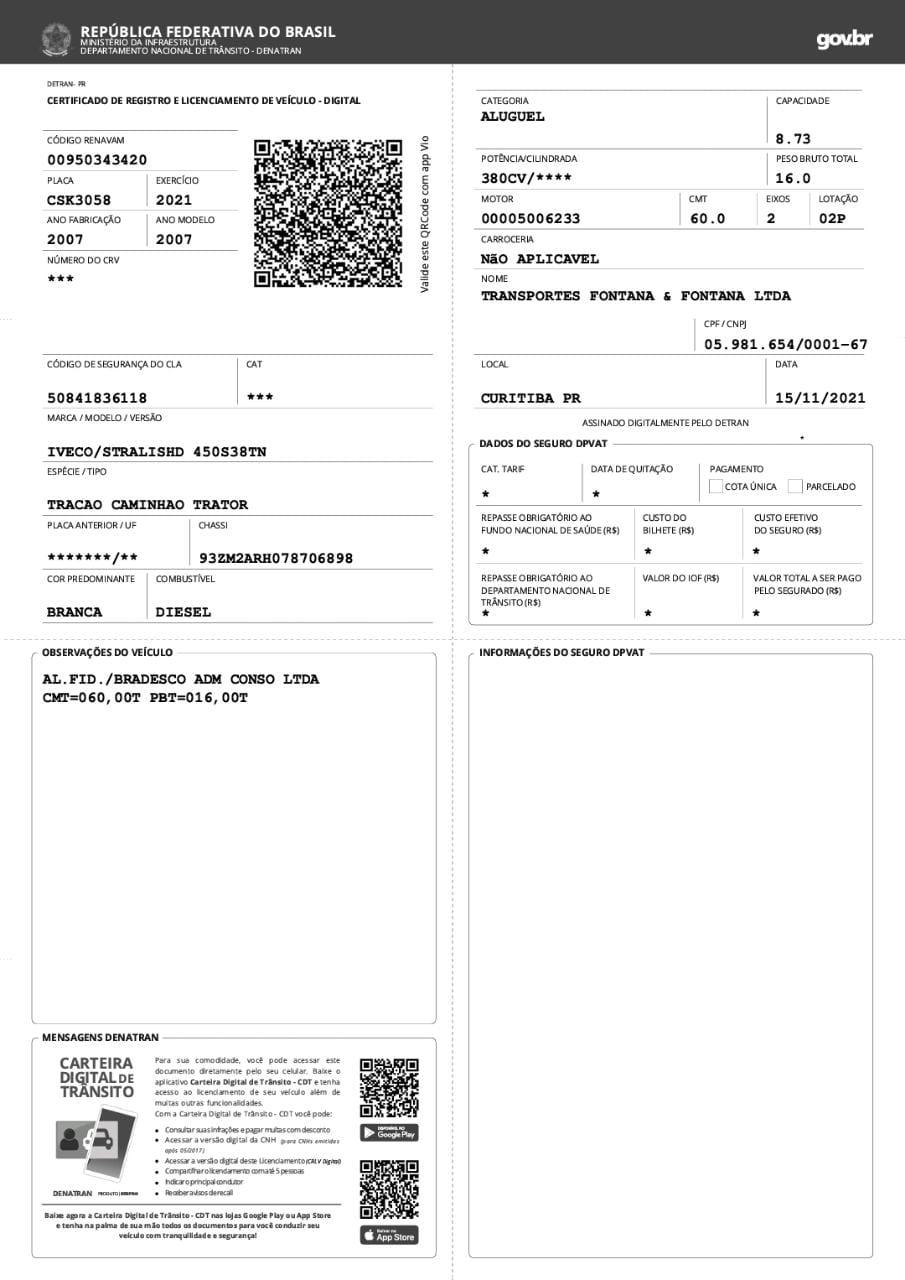 REPÚBLICA FEDERATIVA DO BRASIL
MINISTÉRIO DA INFRAESTRUTURA
DEPARTAMENTO NACIONAL DE TRÂNSITO - DENATRAN
gov.br
DETRAN- PR
CERTIFICADO DE REGISTRO E LICENCIAMENTO DE VEÍCULO - DIGITAL
CÓDIGO RENAVAM
00950343420
PLACA EXERCÍCIO
CSK3058 2021
ANO FABRICAÇÃO ANO MODELO
2007 2007
NÚMERO DO CRV
***
Valide este QRCode com app Vio
CÓDIGO DE SEGURANÇA DO CLA CAT
50841836118 ***
MARCA / MODELO / VERSÃO
IVECO/STRALISHD 450S38TN
ESPÉCIE / TIPO
TRACAO CAMINHAO TRATOR
PLACA ANTERIOR / UF CHASSI
*******/** 93ZM2ARH078706898
COR PREDOMINANTE COMBUSTÍVEL
BRANCA DIESEL
CATEGORIA CAPACIDADE
ALUGUEL
8.73
POTÊNCIA/CILINDRADA PESO BRUTO TOTAL
380CV/**** 16.0
MOTOR CMT EIXOS LOTAÇÃO
00005006233 60.0 2 02P
CARROCERIA
NãO APLICAVEL
NOME
TRANSPORTES FONTANA & FONTANA LTDA
CPF / CNPJ
05.981.654/0001-67
LOCAL DATA
CURITIBA PR 15/11/2021
ASSINADO DIGITALMENTE PELO DETRAN
*
DADOS DO SEGURO DPVAT
CAT. TARIF DATA DE QUITAÇÃO PAGAMENTO
* * COTA ÚNICA PARCELADO
REPASSE OBRIGATÓRIO AO CUSTO DO CUSTO EFETIVO
FUNDO NACIONAL DE SAÚDE (R$) BILHETE (R$) DO SEGURO (R$)
* * *
REPASSE OBRIGATÓRIO AO VALOR DO IOF (R$) VALOR TOTAL A SER PAGO
DEPARTAMENTO NACIONAL DE PELO SEGURADO (R$)
TRÂNSITO (R$)
* * *
OBSERVAÇÕES DO VEÍCULO
AL.FID./BRADESCO ADM CONSO LTDA
CMT=060,00T PBT=016,00T
INFORMAÇÕES DO SEGURO DPVAT
MENSAGENS DENATRAN
CARTEIRA
DIGITAL DE
TRÂNSITO
DENATRAN
Para sua comodidade, você pode acessar este
documento diretamente pelo seu celular. Baixe o
aplicativo Carteira Digital de Trânsito - CDT e tenha
acesso ao licenciamento de seu veículo além de
muitas outras funcionalidades.
Com a Carteira Digital de Trânsito - CDT você pode:
• Consultar suas infrações e pagar multas com desconto
• Acessar a versão digital da CNH (para CNHs emitidas
após 05/2017)
• Acessar a versão digital deste Licenciamento (CRLV Digital)
• Compartilhar o licenciamento com até 5 pessoas
• Indicar o principal condutor
• Receber avisos de recall
Baixe agora a Carteira Digital de Trânsito - CDT nas lojas Google Play ou App Store
e tenha na palma de sua mão todos os documentos para você conduzir seu
veículo com tranquilidade e segurança!
DISPONÍVEL NO
Google Play
Baixar na
App Store